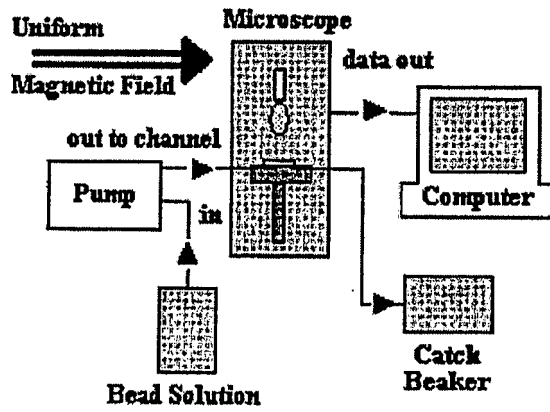 Microscope
Uniform
Magnetic Field
data out
out to channel
Pump
in
Computer
Bead Solution
Catch
Beaker